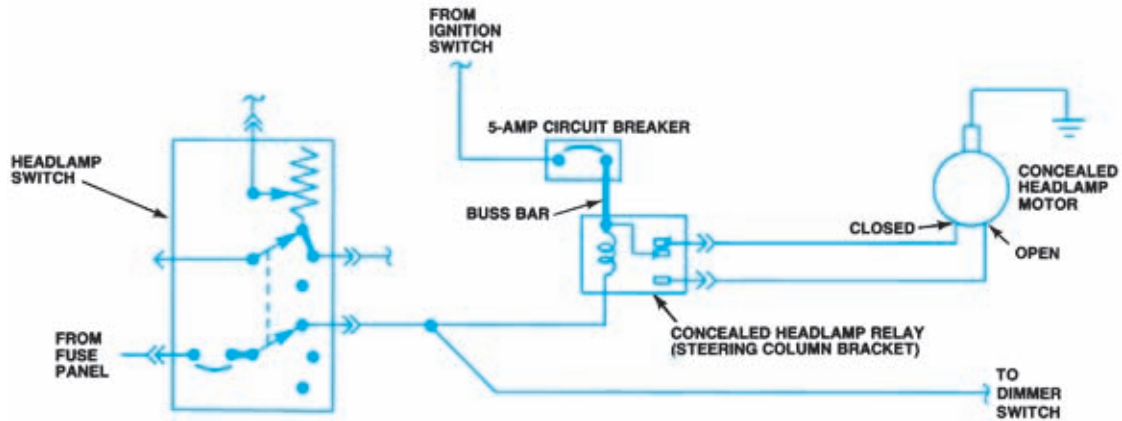 FROM
IGNITION
SWITCH
5-AMP CIRCUIT BREAKER
HEADLAMP
SWITCH
BUSS BAR
CONCEALED
HEADLAMP
MOTOR
CLOSED
OPEN
FROM
FUSE
PANEL
CONCEALED HEADLAMP RELAY
(STEERING COLUMN BRACKET)
TO
DIMMER
SWITCH